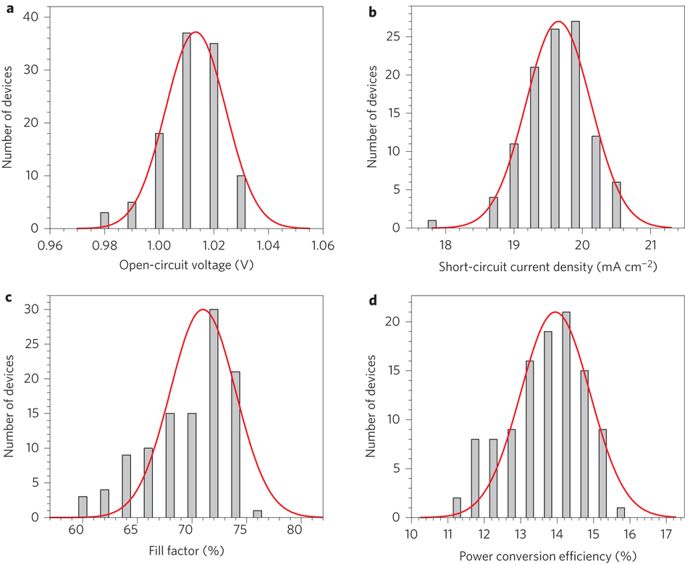 a
40
30
20
10
0
0.96 0.98 1.00 1.02 1.04 1.06
Number of devices
Open-circuit voltage (V)
b
25
20
15
10
5
0
18 19 20 21
Number of devices
Short-circuit current density (mA cm−2)
c
30
25
20
15
10
5
0
60 65 70 75 80
Number of devices
Fill factor (%)
d
20
15
10
5
0
10 11 12 13 14 15 16 17
Number of devices
Power conversion efficiency (%)